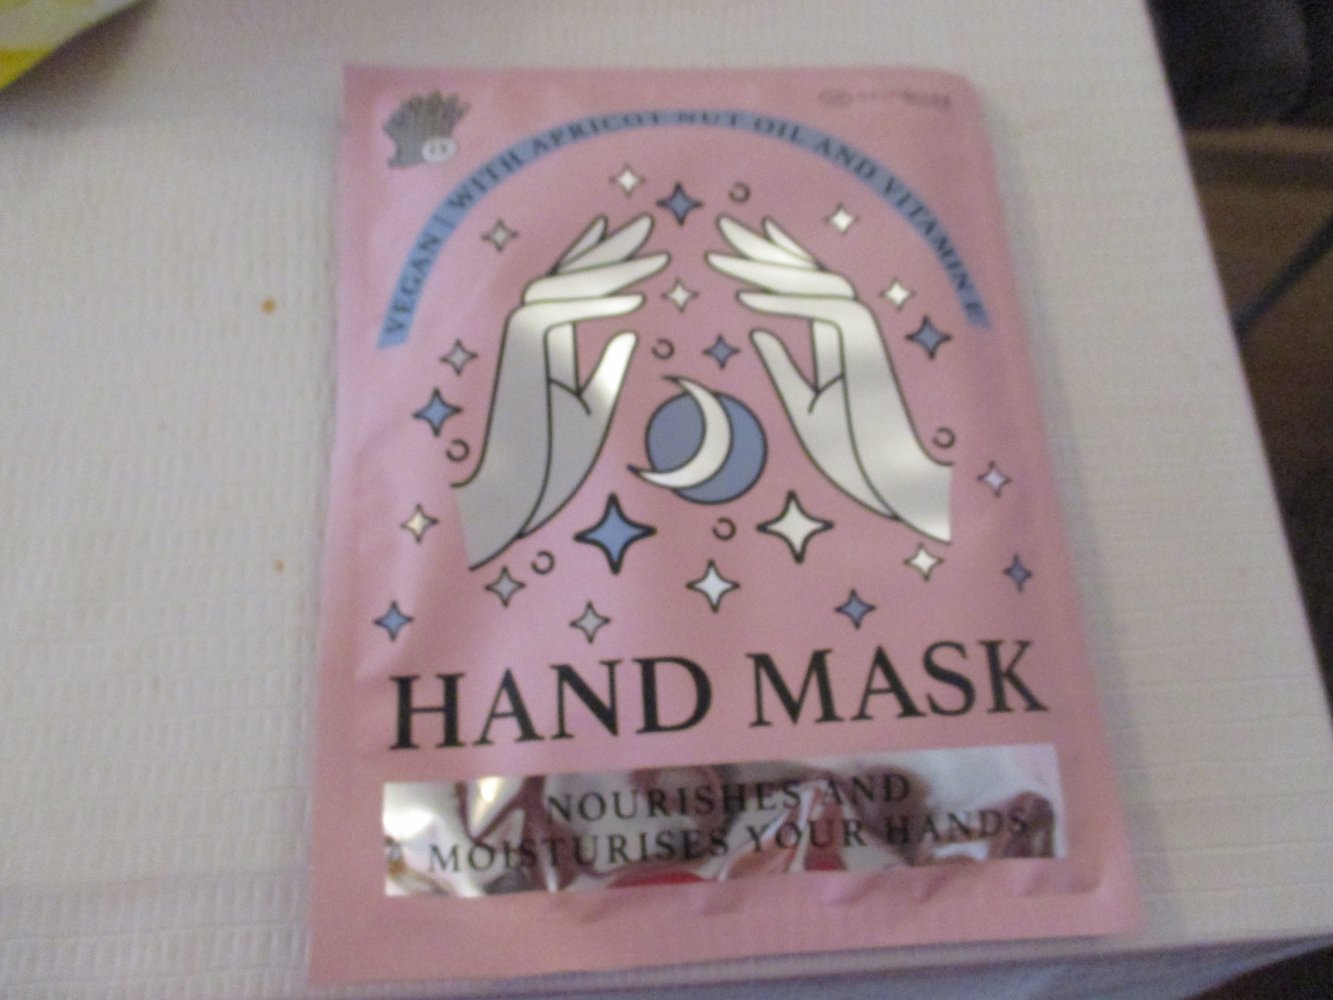 VEGAN | WITH APRICOT NUT OIL AND VITAMIN E
HAND MASK
NOURISHES AND
MOISTURISES YOUR HANDS